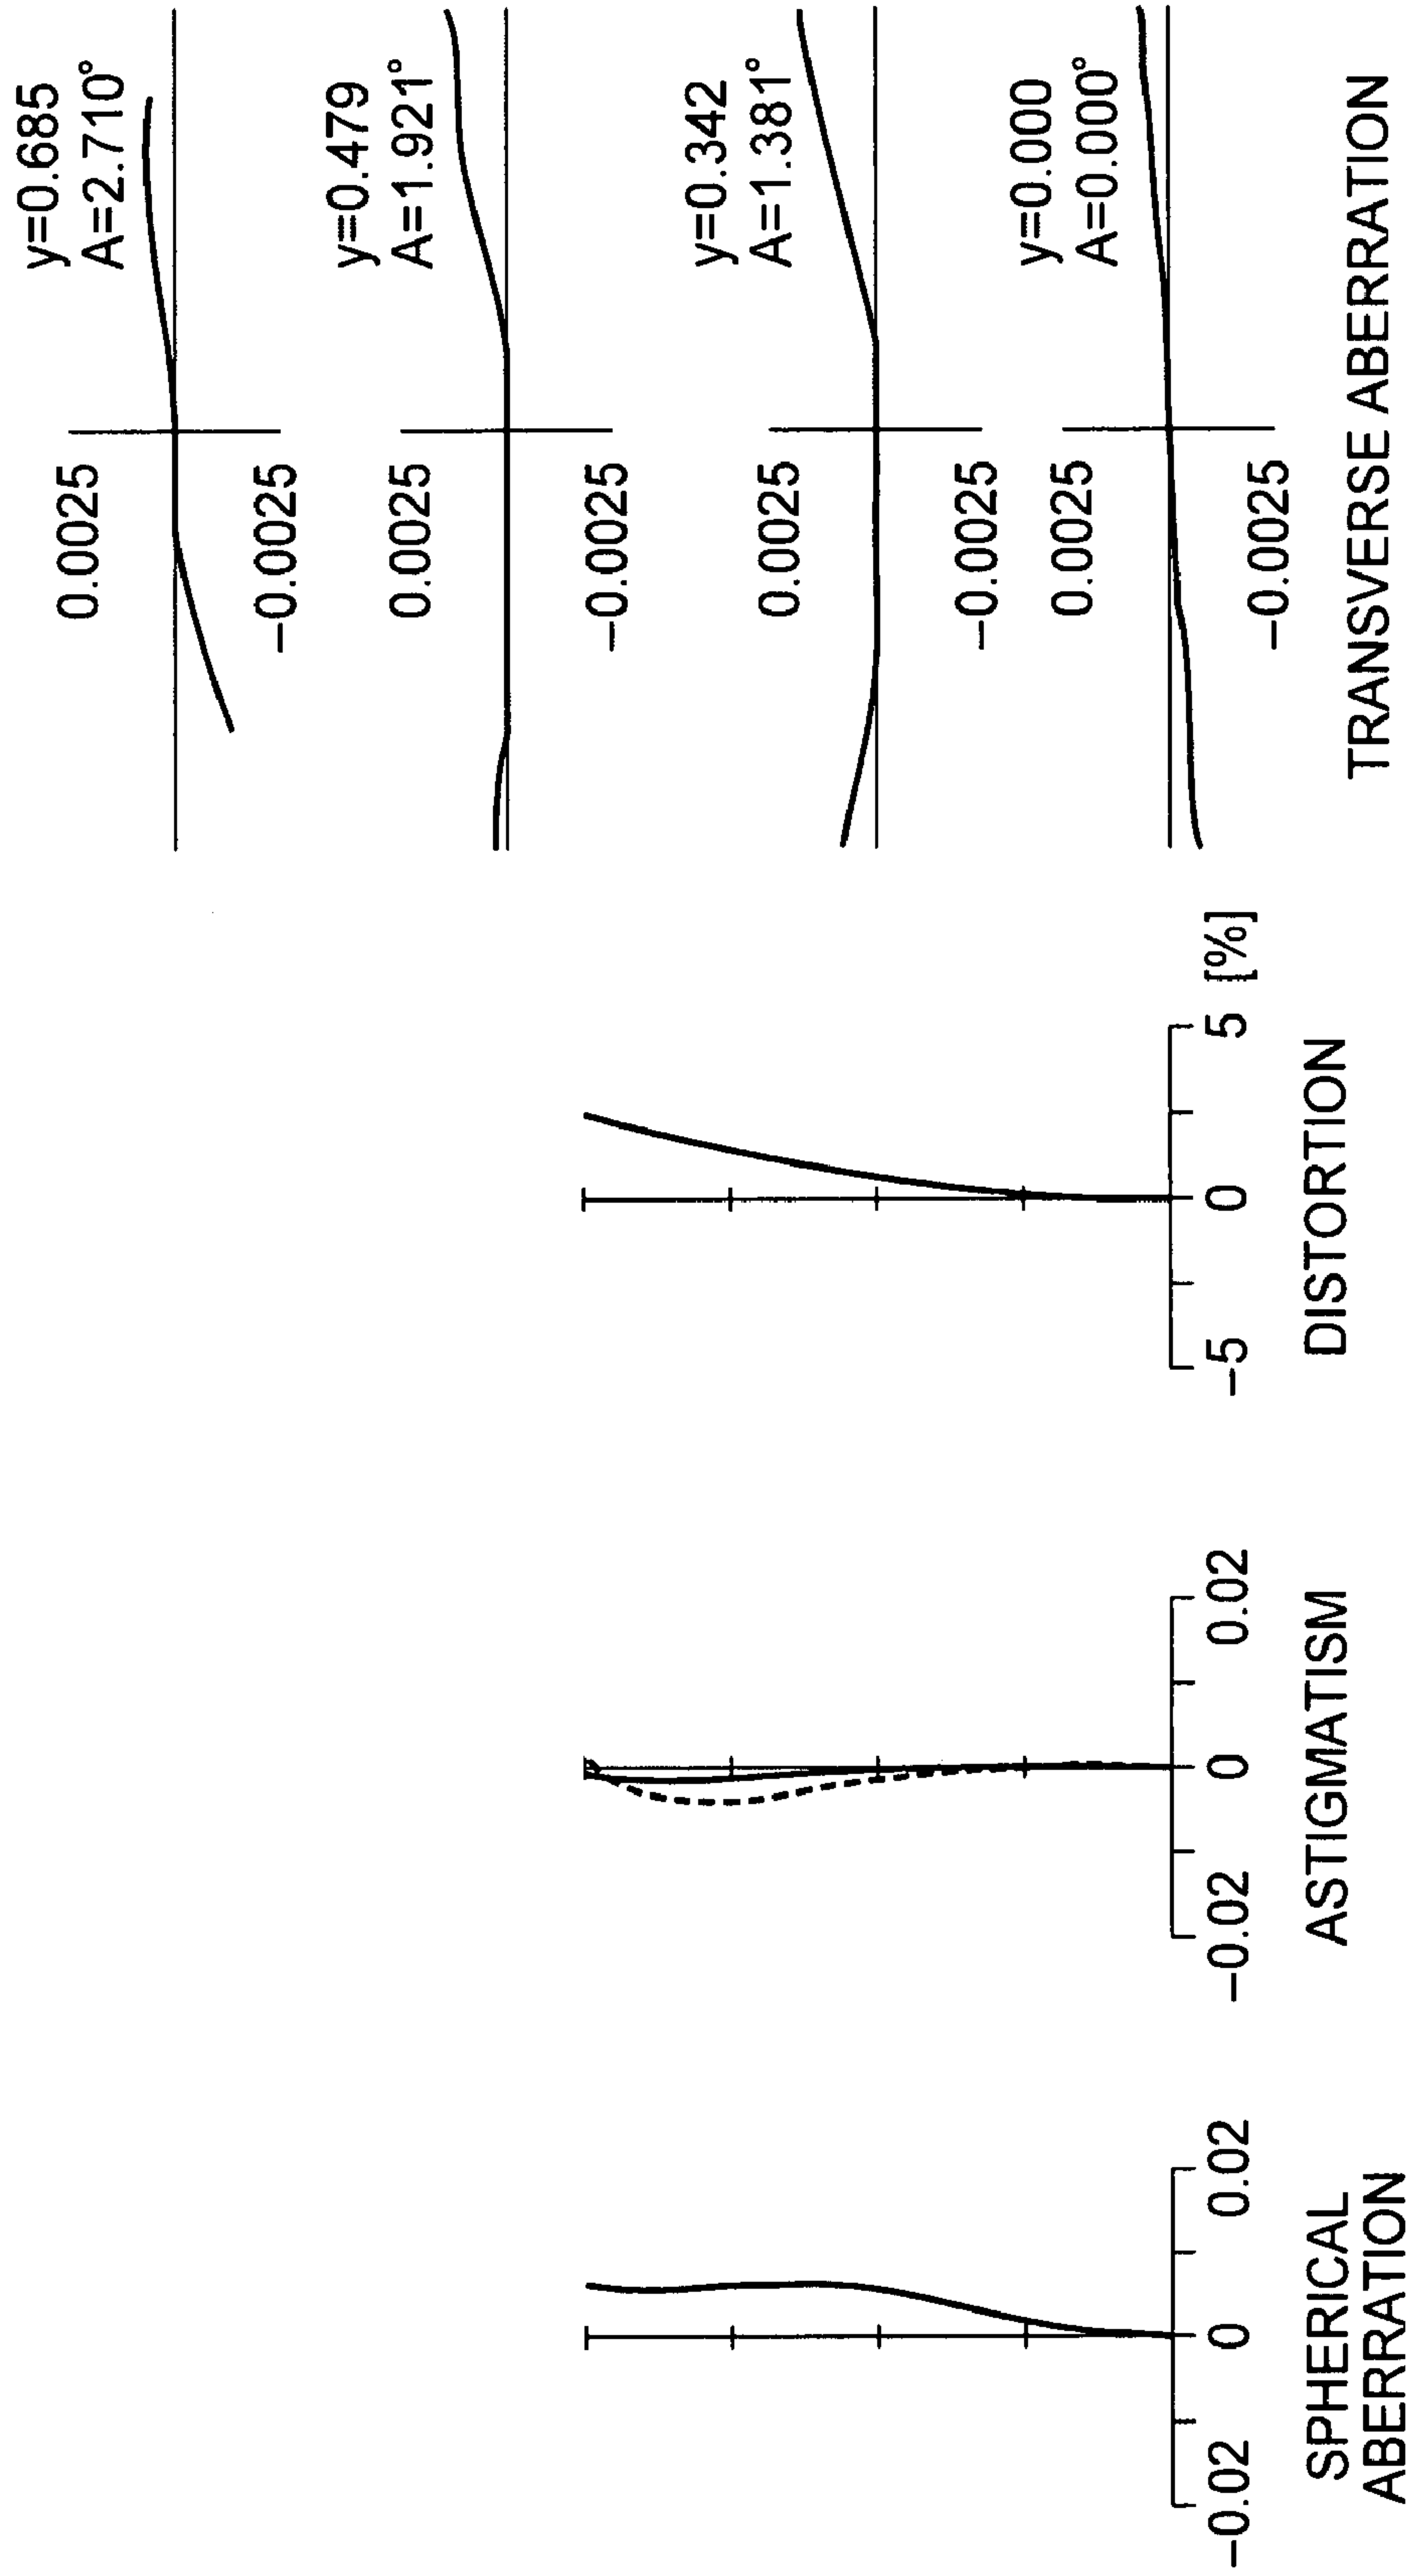 −0.02
0
0.02
SPHERICAL
ABERRATION
−0.02
0
0.02
ASTIGMATISM
−5
0
5
[%]
DISTORTION
y=0.685
A=2.710°
0.0025
−0.0025
y=0.479
A=1.921°
0.0025
−0.0025
y=0.342
A=1.381°
0.0025
−0.0025
y=0.000
A=0.000°
0.0025
−0.0025
TRANSVERSE ABERRATION